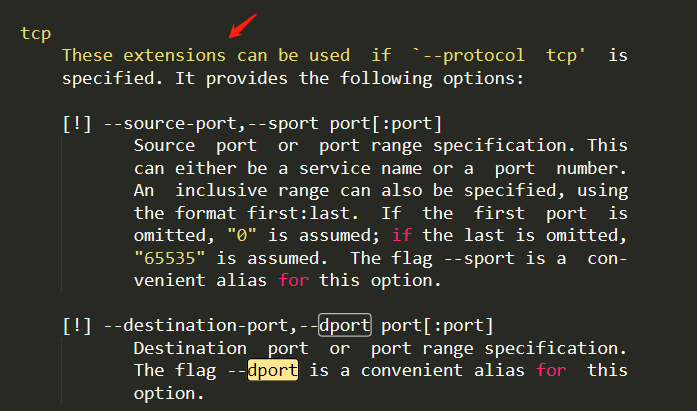 tcp
These extensions can be used if `--protocol tcp' is
specified. It provides the following options:
[!] --source-port,--sport port[:port]
Source port or port range specification. This
can either be a service name or a port number.
An inclusive range can also be specified, using
the format first:last. If the first port is
omitted, "0" is assumed; if the last is omitted,
"65535" is assumed. The flag --sport is a con-
venient alias for this option.
[!] --destination-port,--dport port[:port]
Destination port or port range specification.
The flag --dport is a convenient alias for this
option.